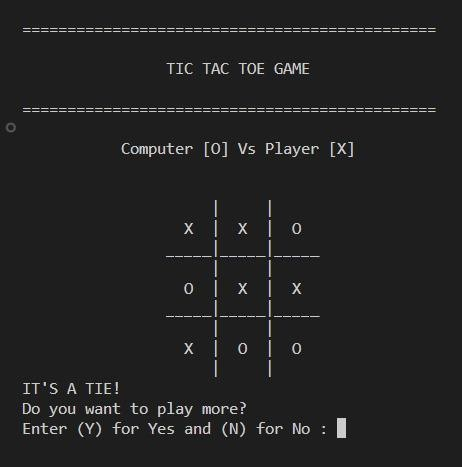 ==============================================
TIC TAC TOE GAME
==============================================
Computer [O] Vs Player [X]
     |     |
  X  |  X  |  O
_____|_____|_____
     |     |
  O  |  X  |  X
_____|_____|_____
     |     |
  X  |  O  |  O
     |     |
IT'S A TIE!
Do you want to play more?
Enter (Y) for Yes and (N) for No :